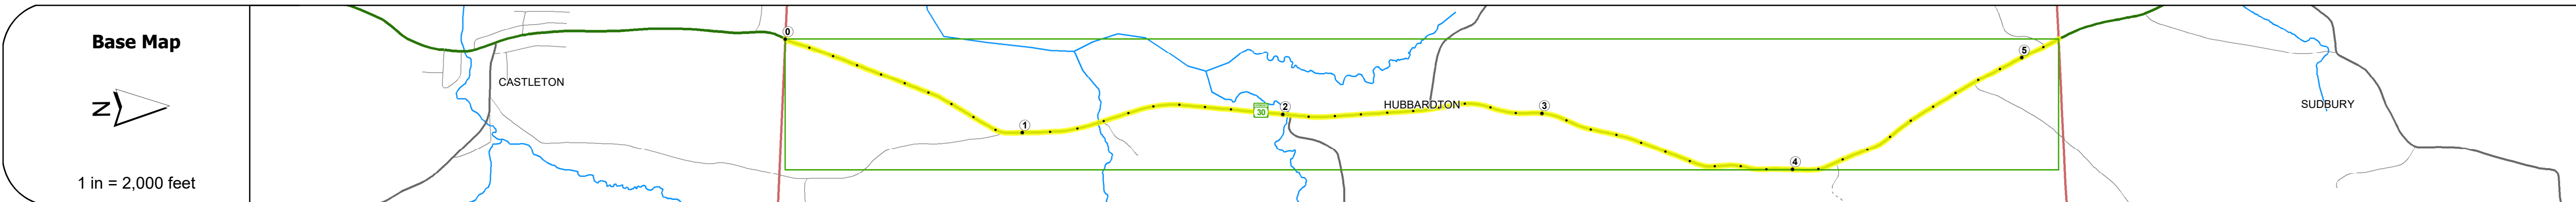 Base Map
N
1 in = 2,000 feet
CASTLETON
0
1
30
2
HUBBARDTON
3
4
5
SUDBURY